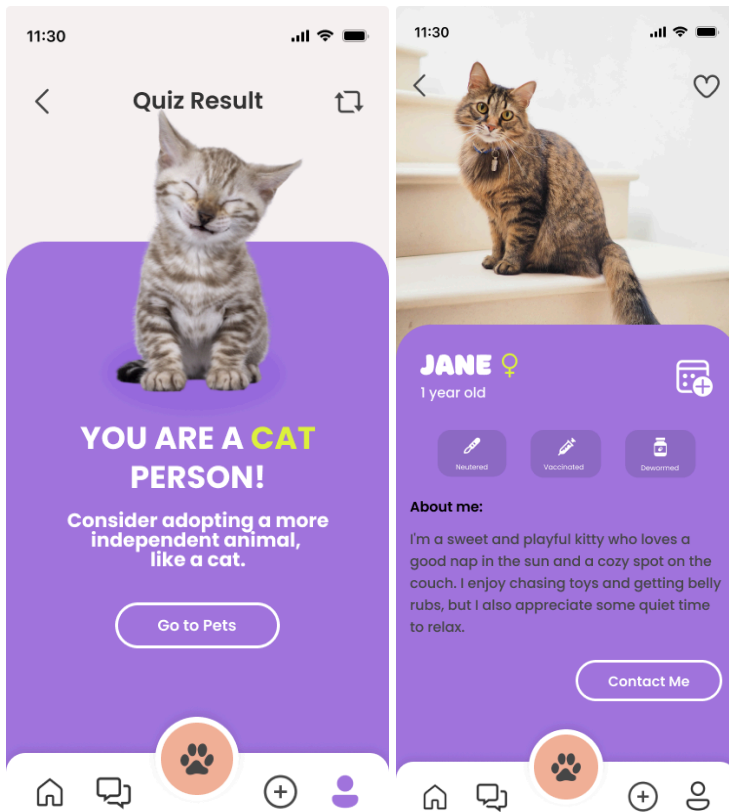 11:30
Quiz Result
YOU ARE A CAT
PERSON!
Consider adopting a more
independent animal,
like a cat.
Go to Pets
11:30
JANE
1 year old
Neutered
Vaccinated
Dewormed
About me:
I'm a sweet and playful kitty who loves a
good nap in the sun and a cozy spot on the
couch. I enjoy chasing toys and getting belly
rubs, but I also appreciate some quiet time
to relax.
Contact Me